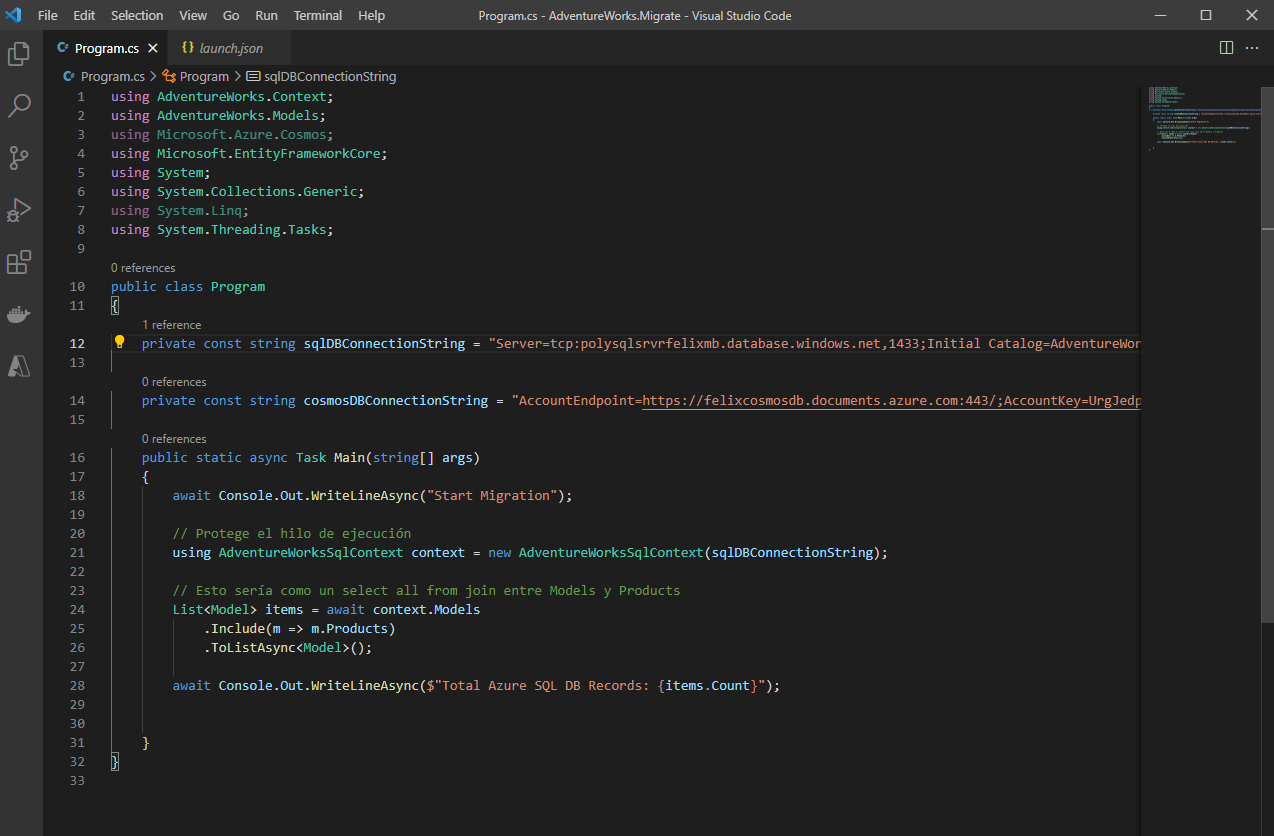 File Edit Selection View Go Run Terminal Help Program.cs - AdventureWorks.Migrate - Visual Studio Code
Program.cs launch.json
Program.cs > Program > sqlDBConnectionString
1 using AdventureWorks.Context;
2 using AdventureWorks.Models;
3 using Microsoft.Azure.Cosmos;
4 using Microsoft.EntityFrameworkCore;
5 using System;
6 using System.Collections.Generic;
7 using System.Linq;
8 using System.Threading.Tasks;
9
0 references
10 public class Program
11 {
1 reference
12 private const string sqlDBConnectionString = "Server=tcp:polysqlsrvrfelixmb.database.windows.net,1433;Initial Catalog=AdventureWor
13
0 references
14 private const string cosmosDBConnectionString = "AccountEndpoint=https://felixcosmosdb.documents.azure.com:443/;AccountKey=UrgJedp
15
0 references
16 public static async Task Main(string[] args)
17 {
18 await Console.Out.WriteLineAsync("Start Migration");
19
20 // Protege el hilo de ejecución
21 using AdventureWorksSqlContext context = new AdventureWorksSqlContext(sqlDBConnectionString);
22
23 // Esto sería como un select all from join entre Models y Products
24 List<Model> items = await context.Models
25 .Include(m => m.Products)
26 .ToListAsync<Model>();
27
28 await Console.Out.WriteLineAsync($"Total Azure SQL DB Records: {items.Count}");
29
30
31 }
32 }
33